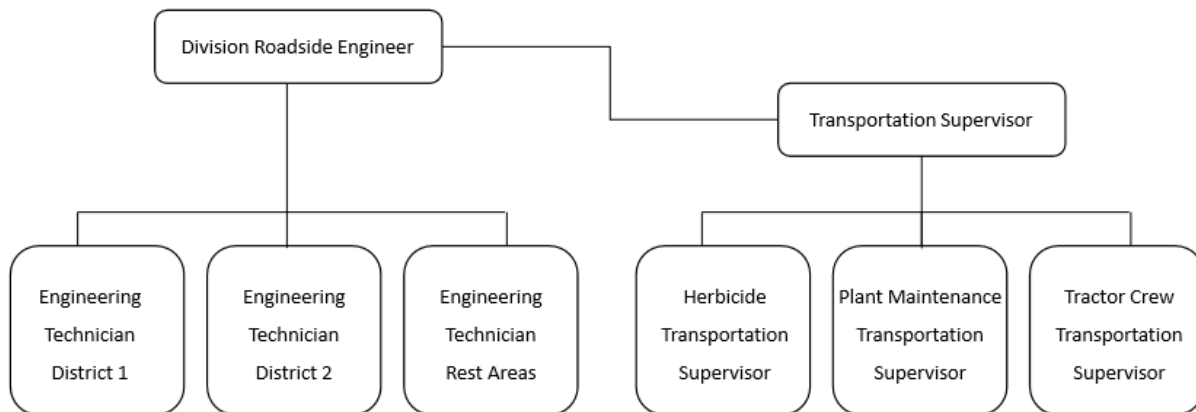 Division Roadside Engineer
Transportation Supervisor
Engineering
Technician
District 1
Engineering
Technician
District 2
Engineering
Technician
Rest Areas
Herbicide
Transportation
Supervisor
Plant Maintenance
Transportation
Supervisor
Tractor Crew
Transportation
Supervisor